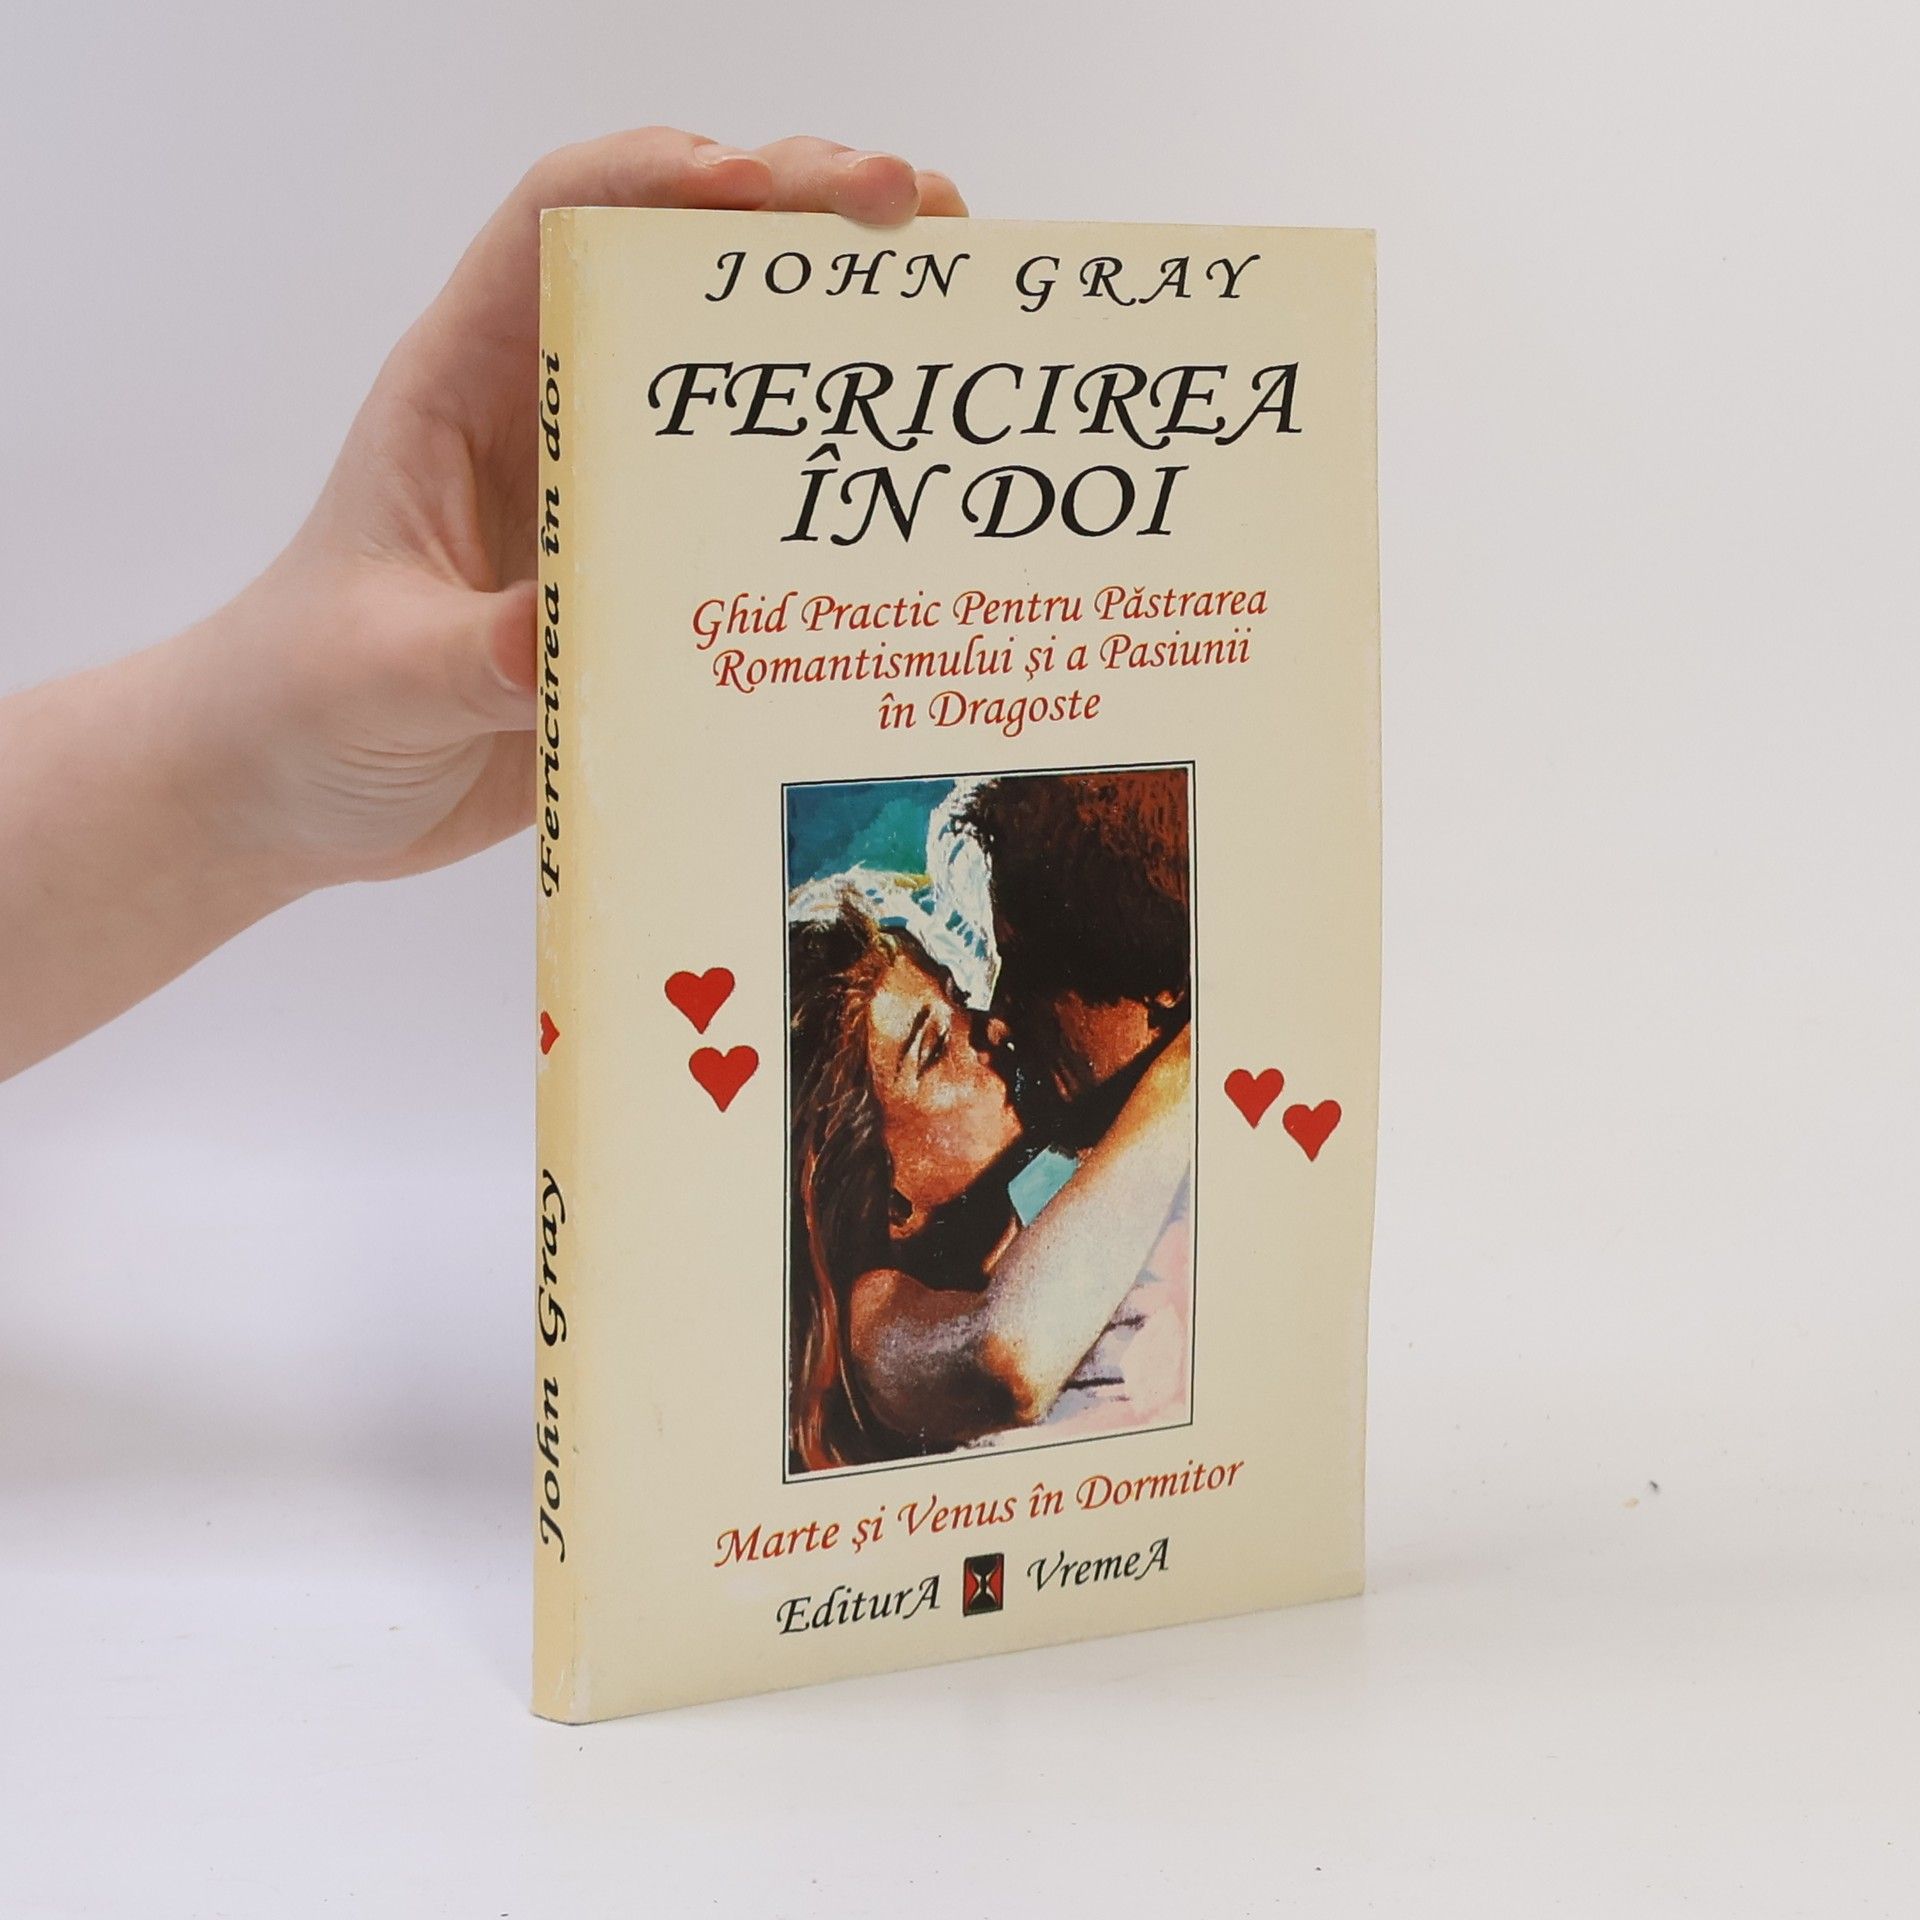 JOHN GRAY
FERICIREA
ÎN DOI
Ghid Practic Pentru Păstrarea
Romantismului şi a Pasiunii
în Dragoste
Marte şi Venus în Dormitor
EditurA VremeA
John Gray Fericirea în doi